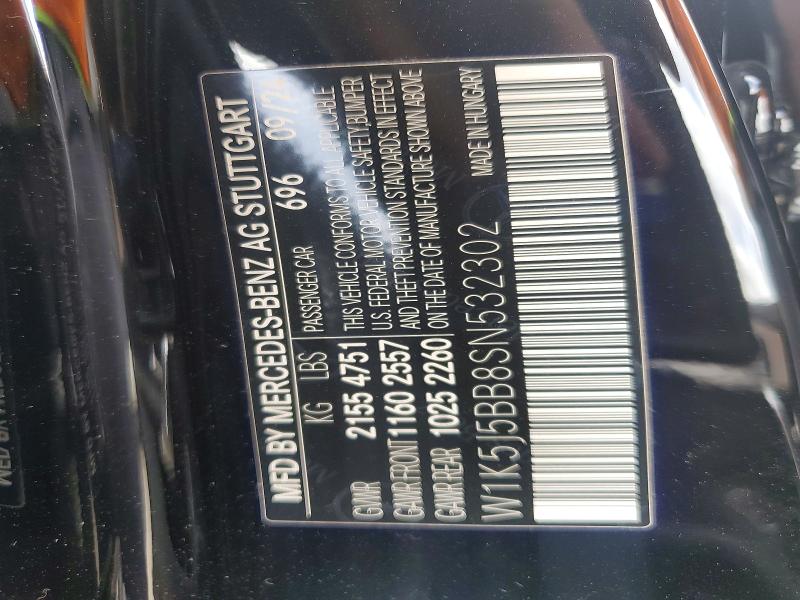 MFD BY MERCEDES-BENZ AG STUTTGART
KG LBS PASSENGER CAR 696 09/24
GVWR 2155 4751
GAWR-FRONT 1160 2557
GAWR-REAR 1025 2260
THIS VEHICLE CONFORMS TO ALL APPLICABLE
U.S. FEDERAL MOTOR VEHICLE SAFETY, BUMPER
AND THEFT PREVENTION STANDARDS IN EFFECT
ON THE DATE OF MANUFACTURE SHOWN ABOVE
W1K5J5BB8SN532302 MADE IN HUNGARY